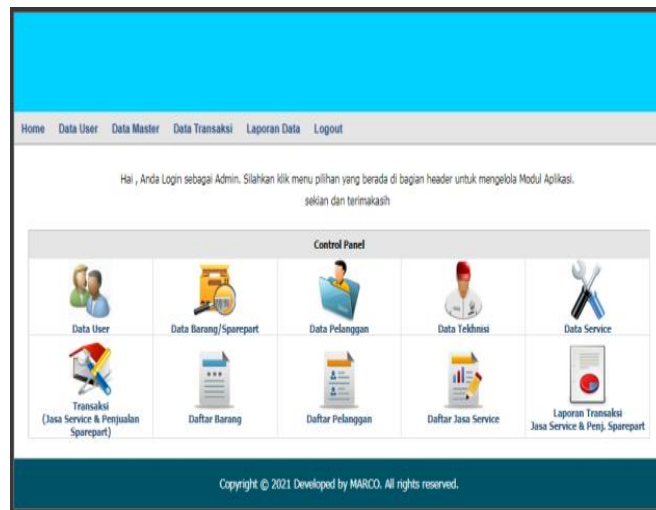 Home Data User Data Master Data Transaksi Laporan Data Logout
Hai , Anda Login sebagai Admin. Silahkan klik menu pilihan yang berada di bagian header untuk mengelola Modul Aplikasi.
sekian dan terimakasih
Control Panel
Data User
Data Barang/Sparepart
Data Pelanggan
Data Tekhnisi
Data Service
Transaksi
(Jasa Service & Penjualan
Sparepart)
Daftar Barang
Daftar Pelanggan
Daftar Jasa Service
Laporan Transaksi
Jasa Service & Penj. Sparepart
Copyright © 2021 Developed by MARCO. All rights reserved.